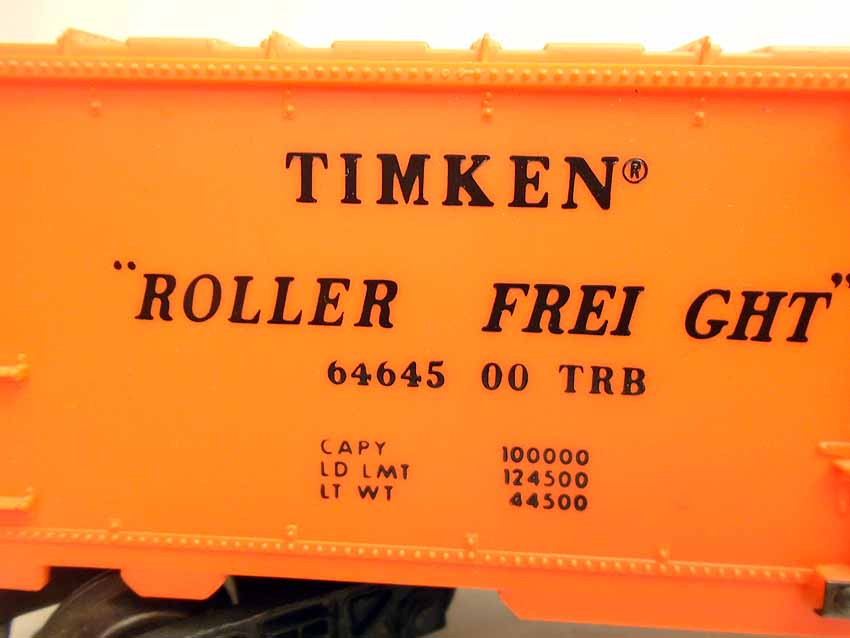 TIMKEN®
"ROLLER FREI GHT"
64645 00 TRB
CAPY 100000
LD LMT 124500
LT WT 44500